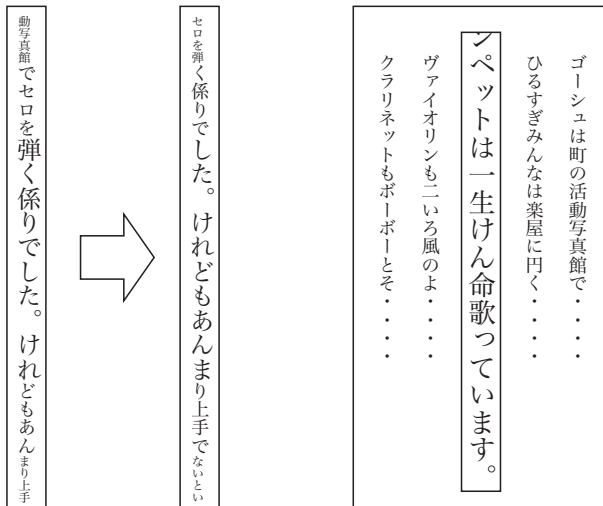 動写真館でセロを弾く係りでした。けれどもあんまり上手
セロを弾く係りでした。けれどもあんまり上手でないとい
ゴーシュは町の活動写真館で・・・・
ひるすぎみんなは楽屋に円く・・・・
ンペットは一生けん命歌っています。
ヴァイオリンも二いろ風のよ・・・・
クラリネットもボーボーとそ・・・・